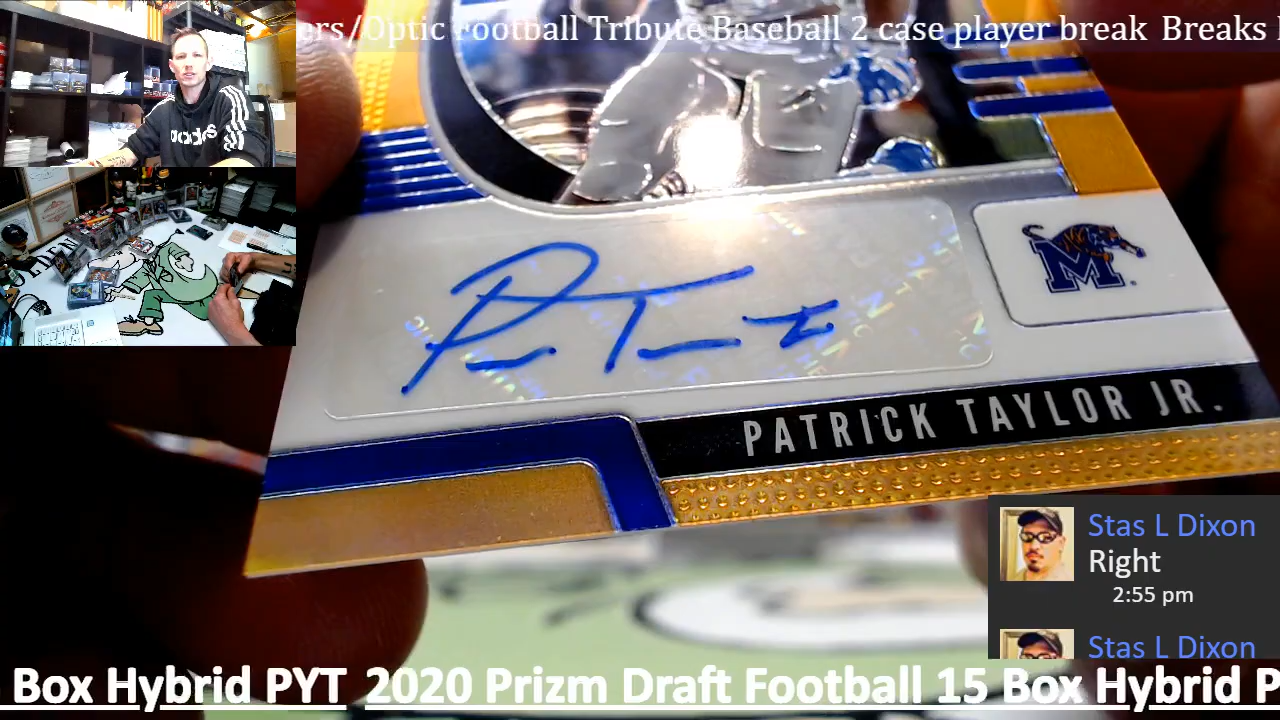 ers/Optic Football Tribute Baseball 2 case player break Breaks
adidas
M
PATRICK TAYLOR JR.
Stas L Dixon
Right
2:55 pm
Stas L Dixon
Box Hybrid PYT 2020 Prizm Draft Football 15 Box Hybrid P